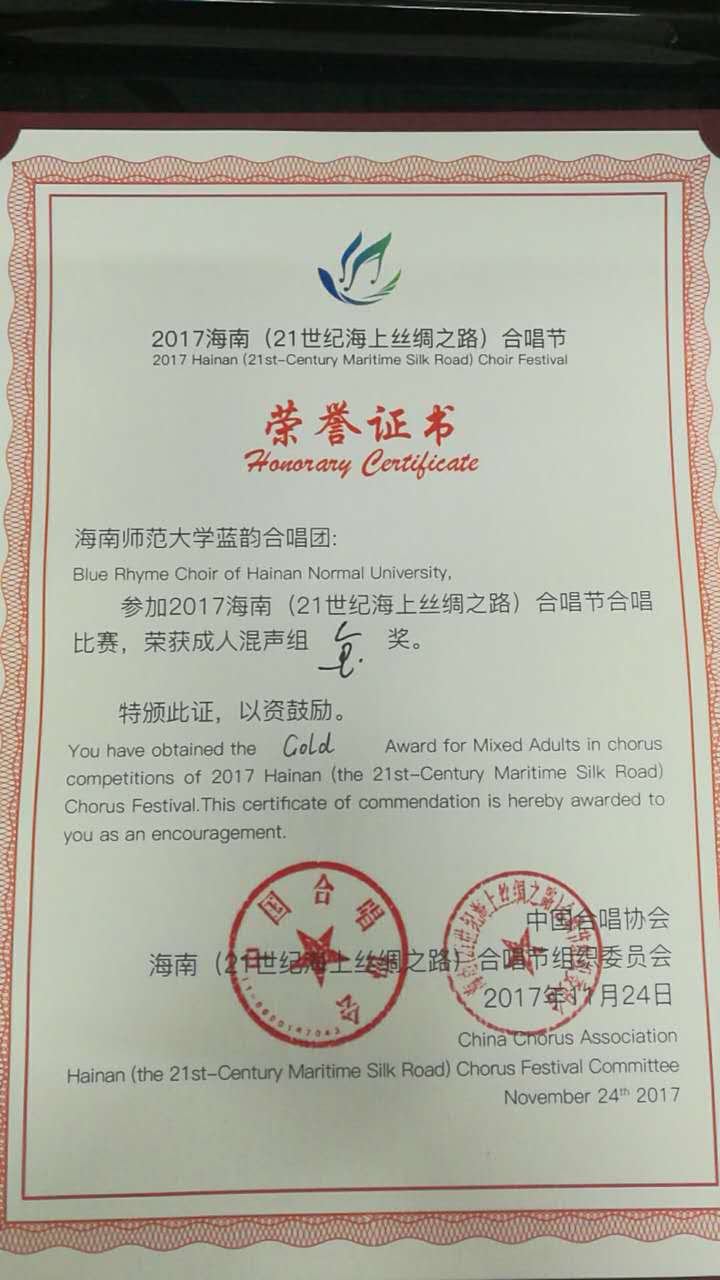 2017海南（21世纪海上丝绸之路）合唱节
2017 Hainan (21st-Century Maritime Silk Road) Choir Festival
荣誉证书
Honorary Certificate
海南师范大学蓝韵合唱团:
Blue Rhyme Choir of Hainan Normal University,
参加2017海南（21世纪海上丝绸之路）合唱节合唱
比赛，荣获成人混声组 金 奖。
特颁此证，以资鼓励。
You have obtained the Gold Award for Mixed Adults in chorus
competitions of 2017 Hainan (the 21st-Century Maritime Silk Road)
Chorus Festival.This certificate of commendation is hereby awarded to
you as an encouragement.
中国合唱协会
中国合唱协会
海南（21世纪海上丝绸之路）合唱节组织委员会
2017年11月24日
China Chorus Association
Hainan (the 21st-Century Maritime Silk Road) Chorus Festival Committee
November 24th 2017